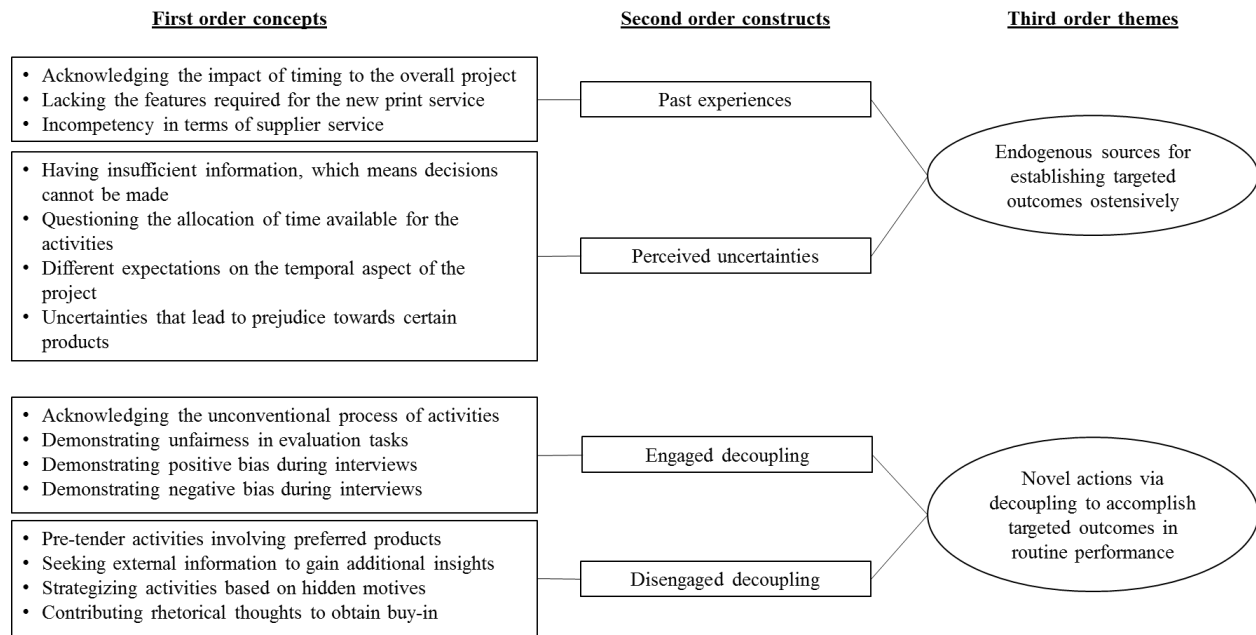 First order concepts
Second order constructs
Third order themes
• Acknowledging the impact of timing to the overall project
• Lacking the features required for the new print service
• Incompetency in terms of supplier service
Past experiences
• Having insufficient information, which means decisions
cannot be made
• Questioning the allocation of time available for the
activities
• Different expectations on the temporal aspect of the
project
• Uncertainties that lead to prejudice towards certain
products
Perceived uncertainties
Endogenous sources for
establishing targeted
outcomes ostensively
• Acknowledging the unconventional process of activities
• Demonstrating unfairness in evaluation tasks
• Demonstrating positive bias during interviews
• Demonstrating negative bias during interviews
Engaged decoupling
• Pre-tender activities involving preferred products
• Seeking external information to gain additional insights
• Strategizing activities based on hidden motives
• Contributing rhetorical thoughts to obtain buy-in
Disengaged decoupling
Novel actions via
decoupling to accomplish
targeted outcomes in
routine performance